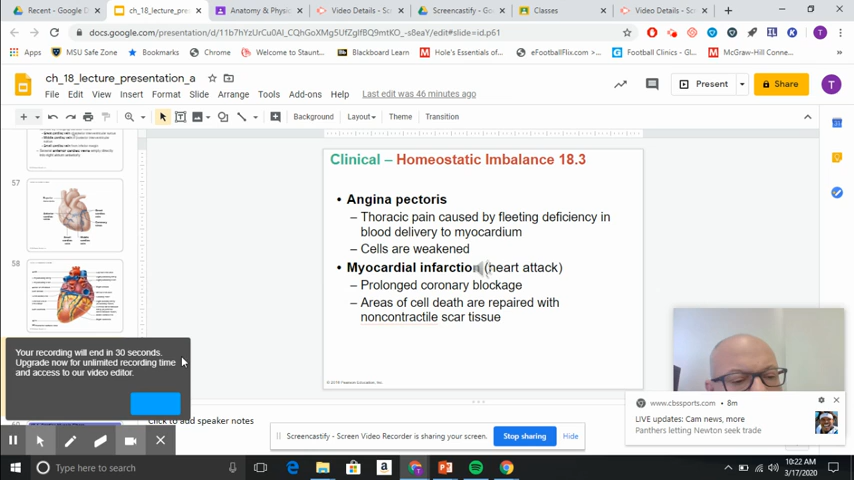 Recent - Google D
ch_18_lecture_pres
Anatomy & Physi
Video Details - S
Screencastify - Go
Classes
Video Details - S
docs.google.com/presentation/d/
#slide=id.p61
Apps
MSU Safe Zone
Bookmarks
Chrome
Welcome to Staunt...
Blackboard Learn
Hole's Essentials of...
eFootballFlix.com >...
Football Clinics - Gl...
McGraw-Hill Conne...
ch_18_lecture_presentation_a
File Edit View Insert Format Slide Arrange Tools Add-ons Help
Last edit was 46 minutes ago
Present
Share
T
Background
Layout
Theme
Transition
57
58
Clinical – Homeostatic Imbalance 18.3
• Angina pectoris
– Thoracic pain caused by fleeting deficiency in
blood delivery to myocardium
– Cells are weakened
• Myocardial infarction (heart attack)
– Prolonged coronary blockage
– Areas of cell death are repaired with
noncontractile scar tissue
Your recording will end in 30 seconds.
Upgrade now for unlimited recording time
and access to our video editor.
Click to add speaker notes
Screencastify - Screen Video Recorder is sharing your screen.
Stop sharing
Hide
www.cbssports.com • 8m
LIVE updates: Cam news, more
Panthers letting Newton seek trade
Type here to search
10:22 AM
3/17/2020